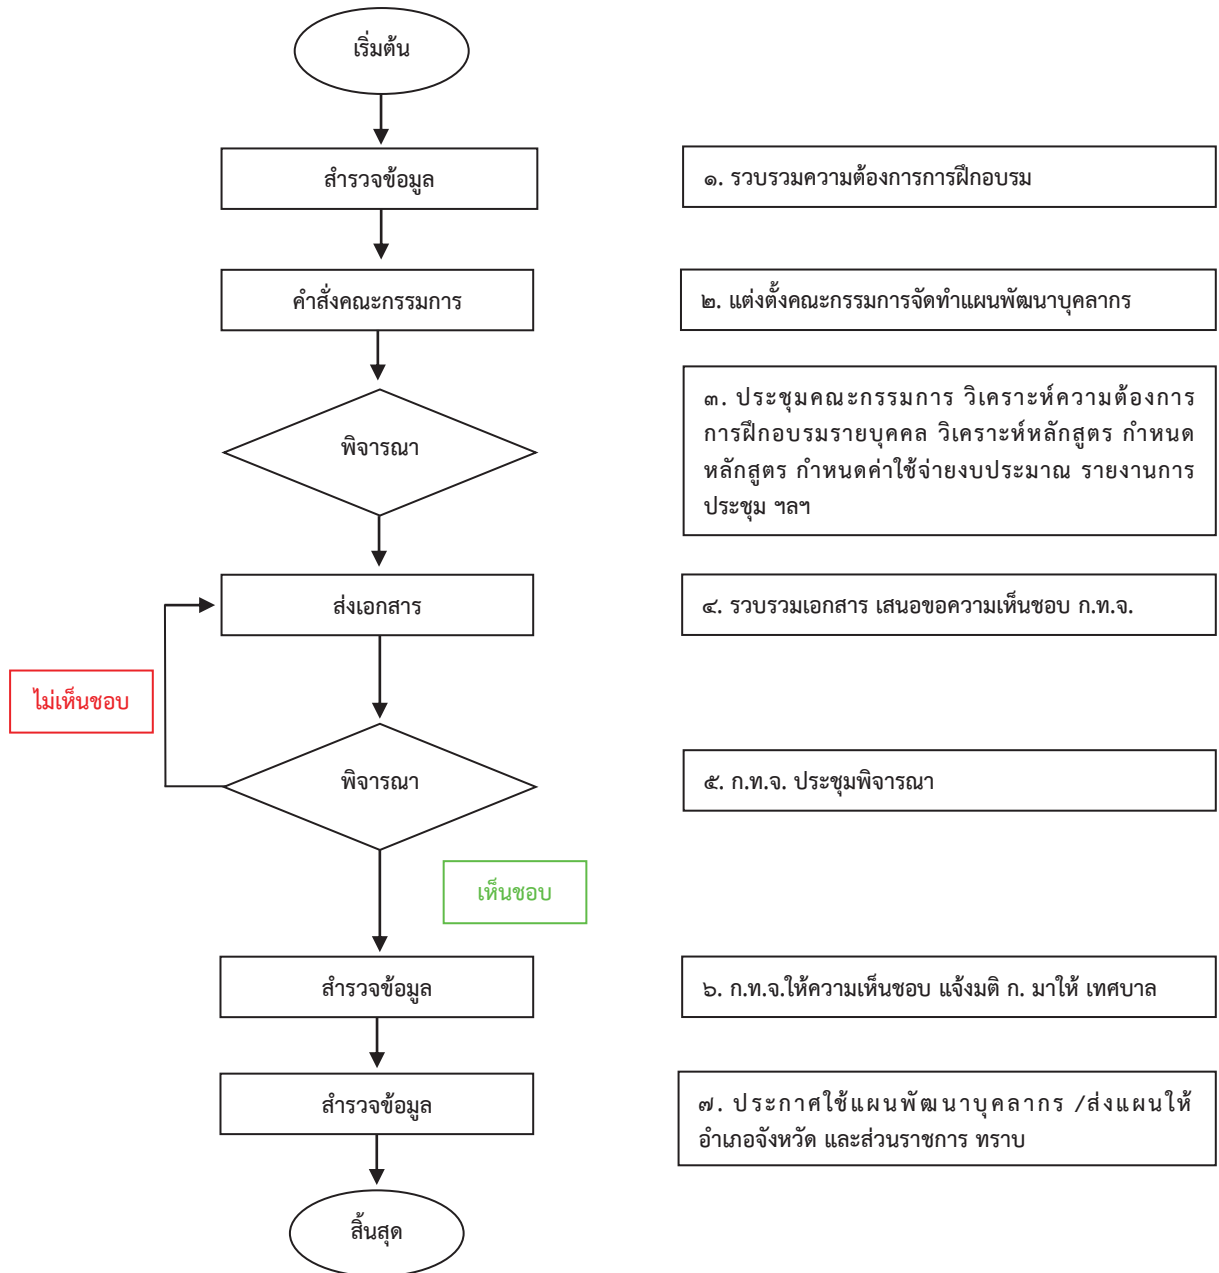 เริ่มต้น
สำรวจข้อมูล
๑. รวบรวมความต้องการการฝึกอบรม
คำสั่งคณะกรรมการ
๒. แต่งตั้งคณะกรรมการจัดทำแผนพัฒนาบุคลากร
พิจารณา
๓. ประชุมคณะกรรมการ วิเคราะห์ความต้องการ
การฝึกอบรมรายบุคคล วิเคราะห์หลักสูตร กำหนด
หลักสูตร กำหนดค่าใช้จ่ายงบประมาณ รายงานการ
ประชุม ฯลฯ
ส่งเอกสาร
๔. รวบรวมเอกสาร เสนอขอความเห็นชอบ ก.ท.จ.
ไม่เห็นชอบ
พิจารณา
๕. ก.ท.จ. ประชุมพิจารณา
เห็นชอบ
สำรวจข้อมูล
๖. ก.ท.จ.ให้ความเห็นชอบ แจ้งมติ ก. มาให้ เทศบาล
สำรวจข้อมูล
๗. ประกาศใช้แผนพัฒนาบุคลากร /ส่งแผนให้
อำเภอจังหวัด และส่วนราชการ ทราบ
สิ้นสุด